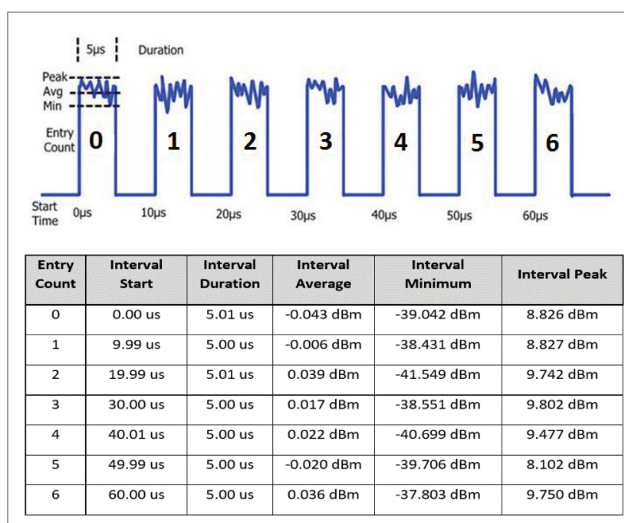 5µs Duration
Peak
Avg
Min
Entry
Count
0 1 2 3 4 5 6
Start
Time
0µs 10µs 20µs 30µs 40µs 50µs 60µs
Entry Count Interval Start Interval Duration Interval Average Interval Minimum Interval Peak
0 0.00 us 5.01 us -0.043 dBm -39.042 dBm 8.826 dBm
1 9.99 us 5.00 us -0.006 dBm -38.431 dBm 8.827 dBm
2 19.99 us 5.01 us 0.039 dBm -41.549 dBm 9.742 dBm
3 30.00 us 5.00 us 0.017 dBm -38.551 dBm 9.802 dBm
4 40.01 us 5.00 us 0.022 dBm -40.699 dBm 9.477 dBm
5 49.99 us 5.00 us -0.020 dBm -39.706 dBm 8.102 dBm
6 60.00 us 5.00 us 0.036 dBm -37.803 dBm 9.750 dBm